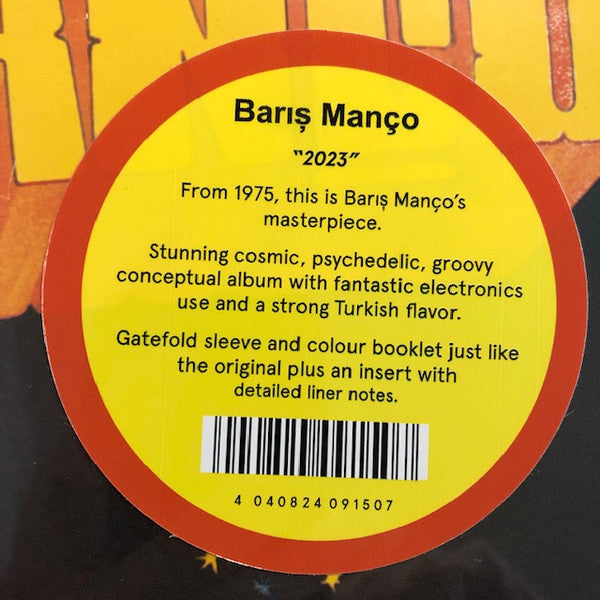 ANCO
Barış Manço
“2023”
From 1975, this is Barış Manço’s
masterpiece.
Stunning cosmic, psychedelic, groovy
conceptual album with fantastic electronics
use and a strong Turkish flavor.
Gatefold sleeve and colour booklet just like
the original plus an insert with
detailed liner notes.
4 040824 091507